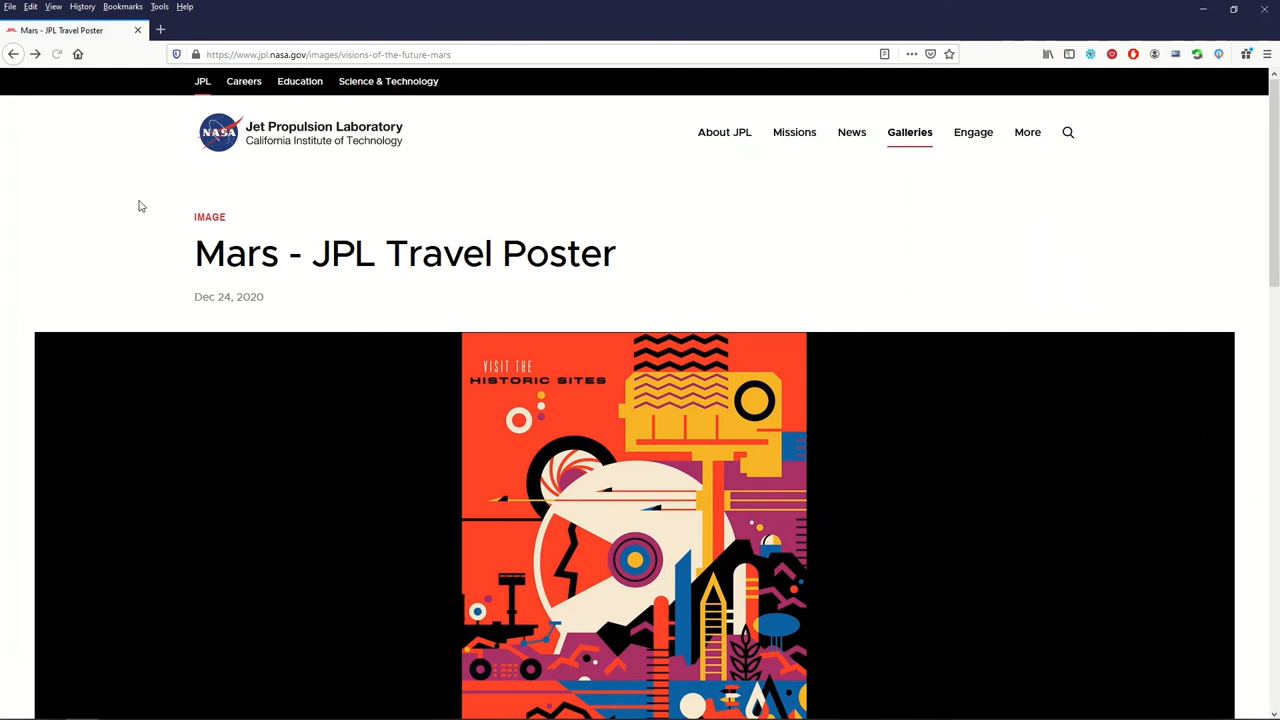 File Edit View History Bookmarks Tools Help
Mars - JPL Travel Poster
https://www.jpl.nasa.gov/images/visions-of-the-future-mars
JPL Careers Education Science & Technology
NASA
Jet Propulsion Laboratory
California Institute of Technology
About JPL Missions News Galleries Engage More
IMAGE
Mars - JPL Travel Poster
Dec 24, 2020
VISIT THE
HISTORIC SITES